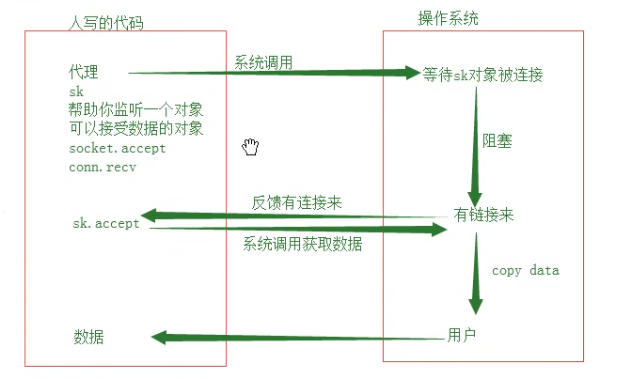 人写的代码
操作系统
代理
系统调用
等待sk对象被连接
sk
帮助你监听一个对象
可以接受数据的对象
socket.accept
conn.recv
阻塞
反馈有连接来
有链接来
sk.accept
系统调用获取数据
copy data
数据
用户